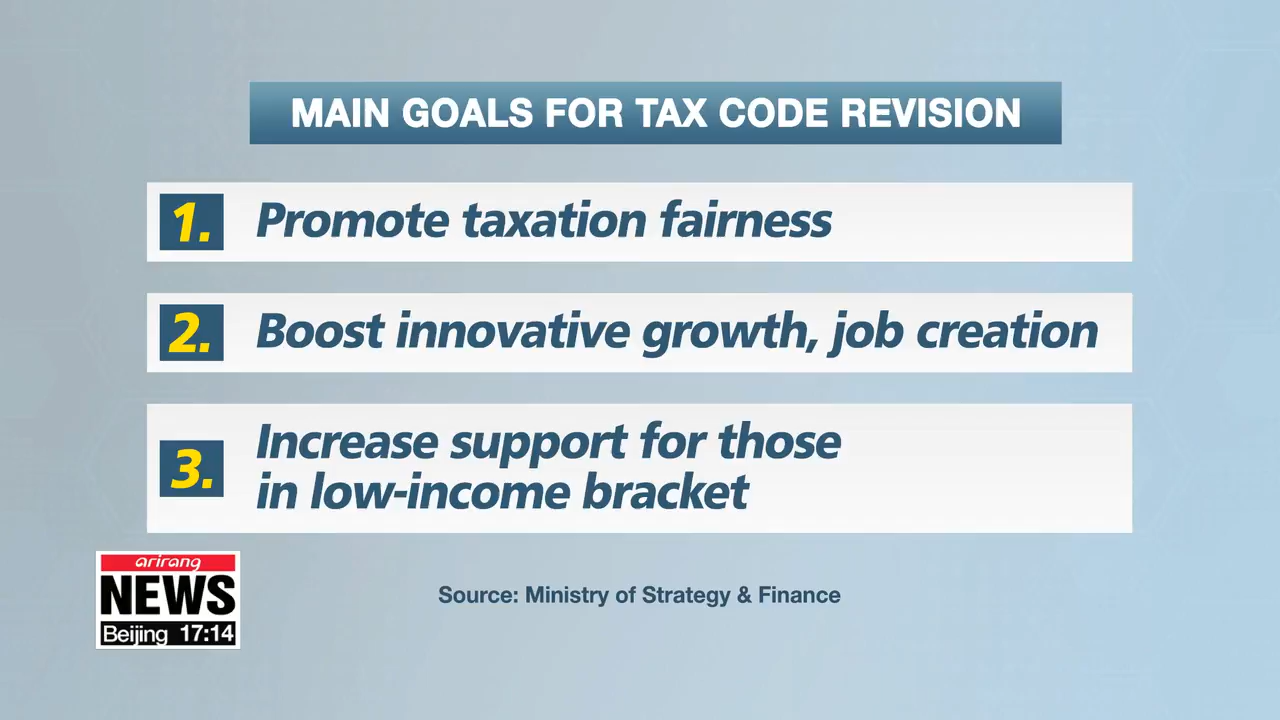 MAIN GOALS FOR TAX CODE REVISION
1. Promote taxation fairness
2. Boost innovative growth, job creation
3. Increase support for those
in low-income bracket
arirang
NEWS
Beijing 17:14
Source: Ministry of Strategy & Finance